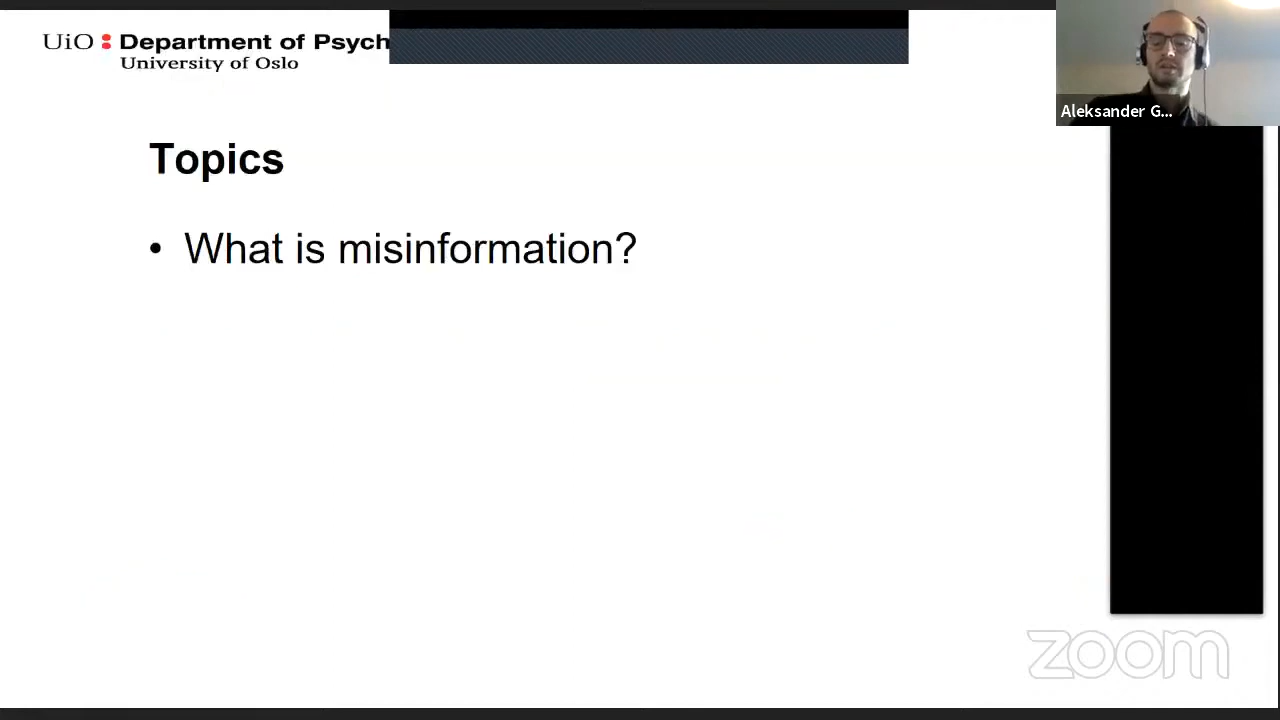 UiO : Department of Psych
University of Oslo
Aleksander G...
Topics
• What is misinformation?
zoom